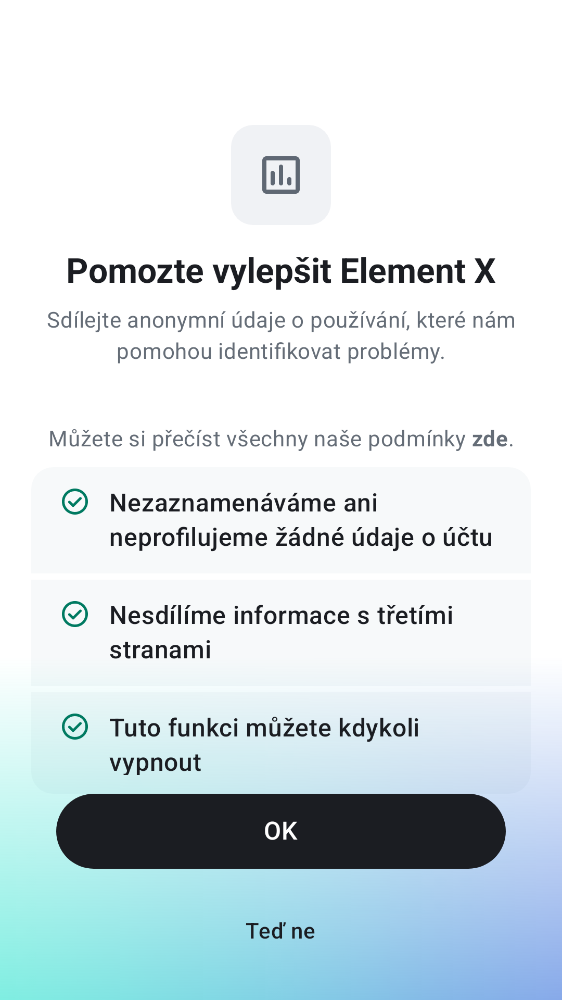 Pomozte vylepšit Element X
Sdílejte anonymní údaje o používání, které nám
pomohou identifikovat problémy.
Můžete si přečíst všechny naše podmínky zde.
Nezaznamenáváme ani
neprofilujeme žádné údaje o účtu
Nesdílíme informace s třetími
stranami
Tuto funkci můžete kdykoli
vypnout
OK
Teď ne